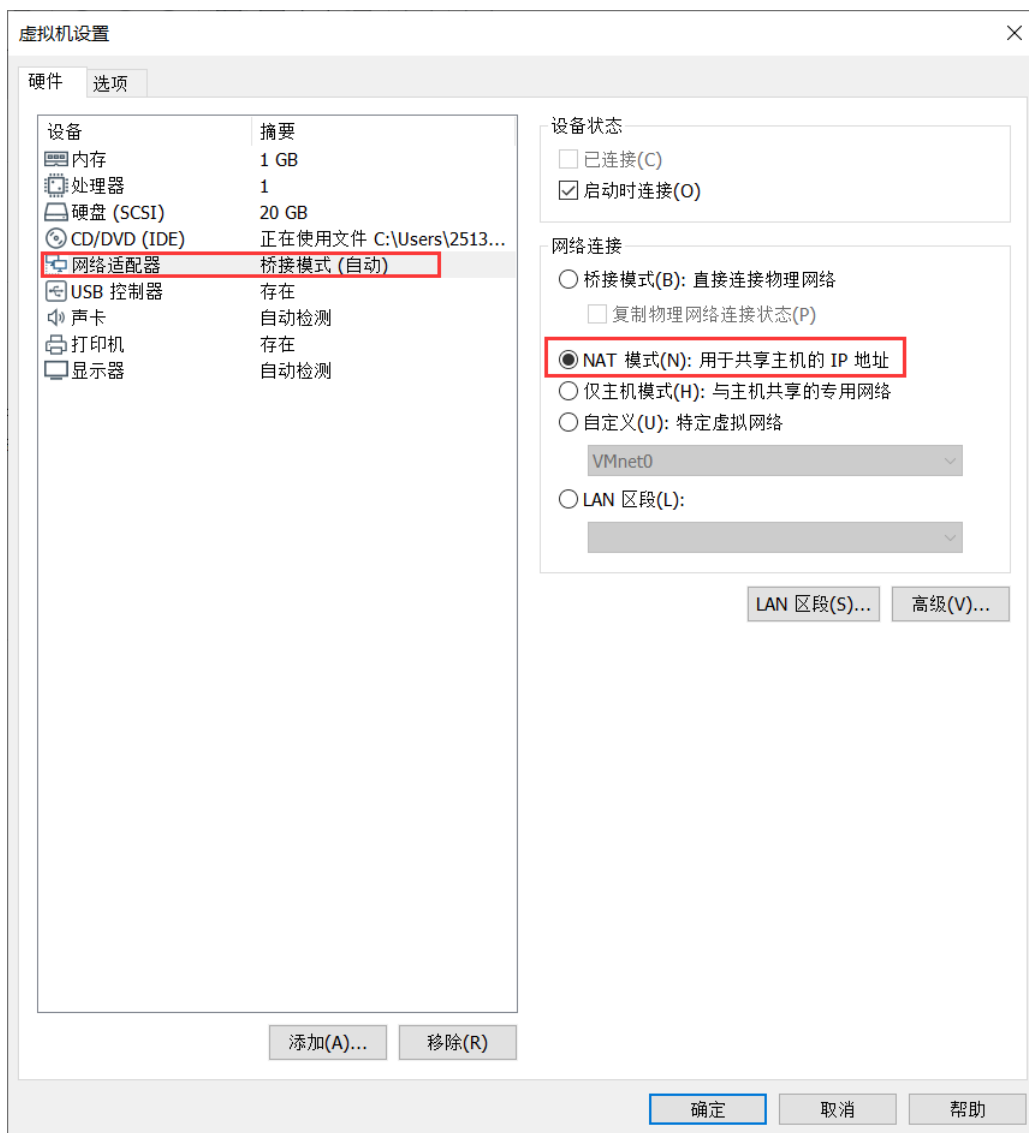 虚拟机设置
硬件 选项
设备 摘要
内存 1 GB
处理器 1
硬盘 (SCSI) 20 GB
CD/DVD (IDE) 正在使用文件 C:\Users\2513...
网络适配器 桥接模式 (自动)
USB 控制器 存在
声卡 自动检测
打印机 存在
显示器 自动检测
添加(A)... 移除(R)
设备状态
已连接(C)
启动时连接(O)
网络连接
桥接模式(B): 直接连接物理网络
复制物理网络连接状态(P)
NAT 模式(N): 用于共享主机的 IP 地址
仅主机模式(H): 与主机共享的专用网络
自定义(U): 特定虚拟网络
VMnet0
LAN 区段(L):
LAN 区段(S)... 高级(V)...
确定 取消 帮助